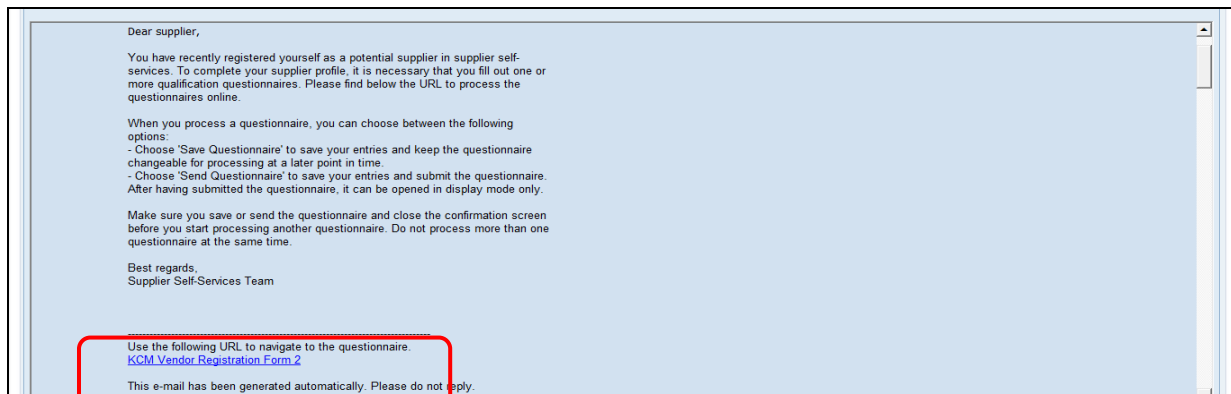 Dear supplier,
You have recently registered yourself as a potential supplier in supplier self-
services. To complete your supplier profile, it is necessary that you fill out one or
more qualification questionnaires. Please find below the URL to process the
questionnaires online.
When you process a questionnaire, you can choose between the following
options:
- Choose 'Save Questionnaire' to save your entries and keep the questionnaire
changeable for processing at a later point in time.
- Choose 'Send Questionnaire' to save your entries and submit the questionnaire.
After having submitted the questionnaire, it can be opened in display mode only.
Make sure you save or send the questionnaire and close the confirmation screen
before you start processing another questionnaire. Do not process more than one
questionnaire at the same time.
Best regards,
Supplier Self-Services Team
Use the following URL to navigate to the questionnaire.
KCM Vendor Registration Form 2
This e-mail has been generated automatically. Please do not reply.